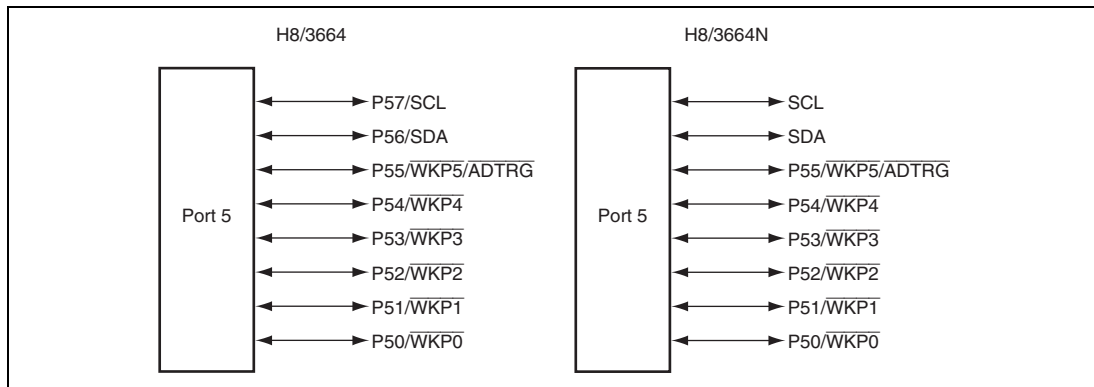 H8/3664
Port 5
P57/SCL
P56/SDA
P55/WKP5/ADTRG
P54/WKP4
P53/WKP3
P52/WKP2
P51/WKP1
P50/WKP0
H8/3664N
Port 5
SCL
SDA
P55/WKP5/ADTRG
P54/WKP4
P53/WKP3
P52/WKP2
P51/WKP1
P50/WKP0